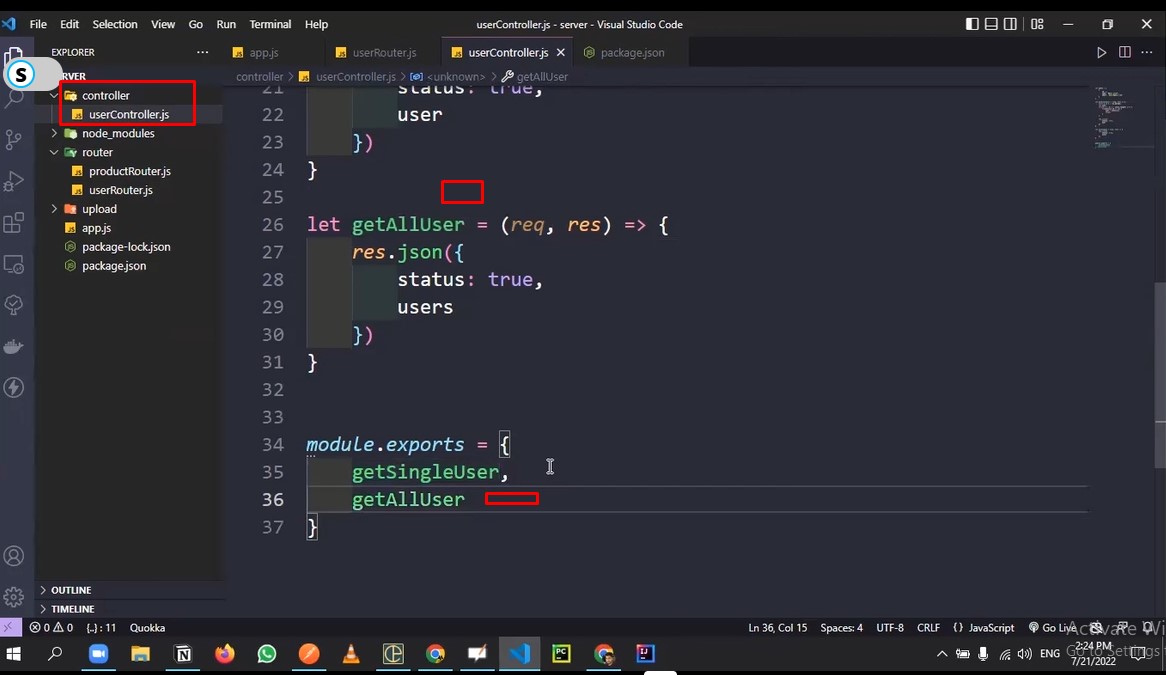 File Edit Selection View Go Run Terminal Help userController.js - server - Visual Studio Code
EXPLORER ... app.js userRouter.js userController.js package.json
S
controller > userController.js > <unknown> > getAllUser
controller
userController.js
node_modules
router
productRouter.js
userRouter.js
upload
app.js
package-lock.json
package.json
21 status: true,
22 user
23 })
24 }
25
26 let getAllUser = (req, res) => {
27 res.json({
28 status: true,
29 users
30 })
31 }
32
33
34 module.exports = {
35 getSingleUser,
36 getAllUser
37 }
OUTLINE
TIMELINE
0 0 {..} : 11 Quokka Ln 36, Col 15 Spaces: 4 UTF-8 CRLF {} JavaScript Go Live
Activate Wi
Go to Settings
ENG 2:24 PM
7/21/2022